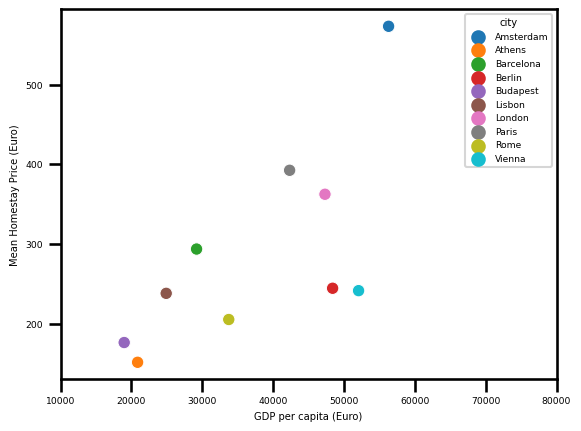 city
Amsterdam
Athens
Barcelona
Berlin
Budapest
Lisbon
London
Paris
Rome
Vienna
Mean Homestay Price (Euro)
500
400
300
200
10000 20000 30000 40000 50000 60000 70000 80000
GDP per capita (Euro)